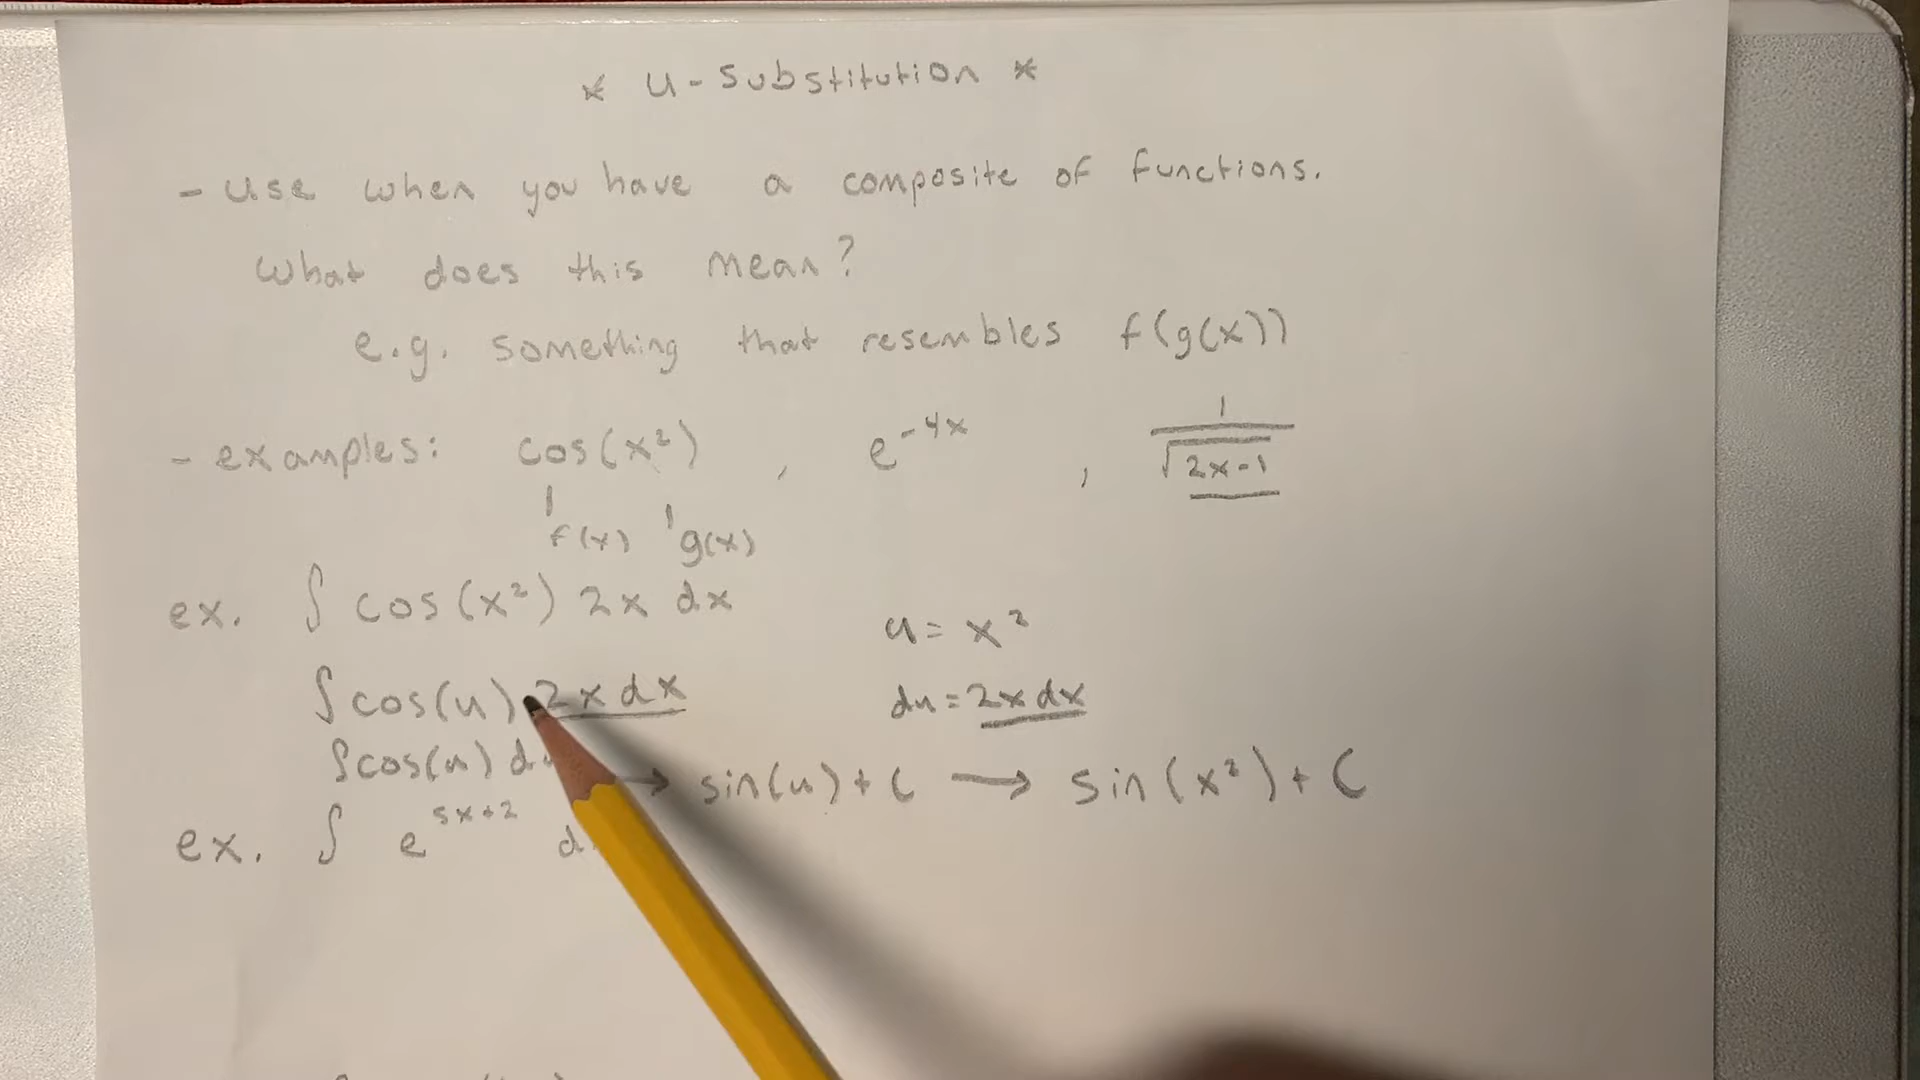 * u-substitution *
- use when you have a composite of functions.
what does this mean?
e.g. something that resembles f(g(x))
- examples: cos(x²) , e^(-4x) , 1/√(2x-1)
f(x) g(x)
ex. ∫ cos(x²) 2x dx
u = x²
∫ cos(u) 2x dx
du = 2x dx
∫ cos(u) → sin(u) + C → sin(x²) + C
ex. ∫ e^(5x+2)